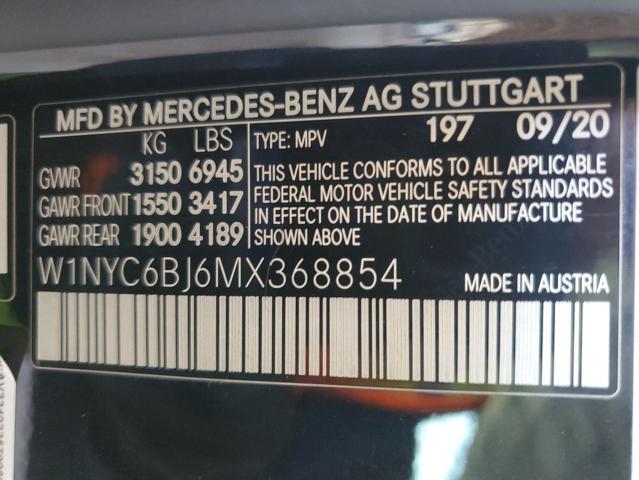 MFD BY MERCEDES-BENZ AG STUTTGART
KG LBS TYPE: MPV 197 09/20
GVWR 3150 6945
GAWR FRONT 1550 3417
GAWR REAR 1900 4189
THIS VEHICLE CONFORMS TO ALL APPLICABLE
FEDERAL MOTOR VEHICLE SAFETY STANDARDS
IN EFFECT ON THE DATE OF MANUFACTURE
SHOWN ABOVE.
W1NYC6BJ6MX368854 MADE IN AUSTRIA